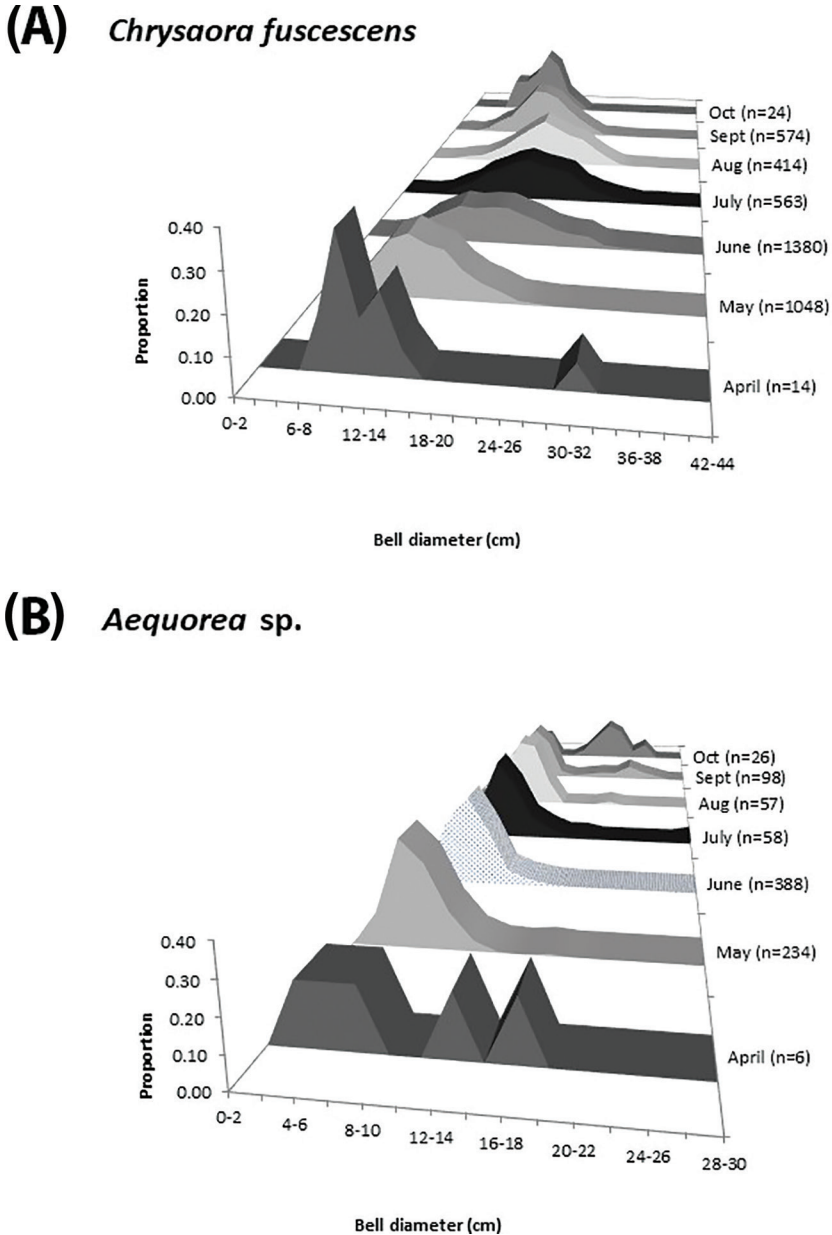 (A) Chrysaora fuscescens
Oct (n=24)
Sept (n=574)
Aug (n=414)
July (n=563)
June (n=1380)
May (n=1048)
April (n=14)
0.40
0.30
0.20
0.10
0.00
Proportion
0-2 6-8 12-14 18-20 24-26 30-32 36-38 42-44
Bell diameter (cm)
(B) Aequorea sp.
Oct (n=26)
Sept (n=98)
Aug (n=57)
July (n=58)
June (n=388)
May (n=234)
April (n=6)
0.40
0.30
0.20
0.10
0.00
Proportion
0-2 4-6 8-10 12-14 16-18 20-22 24-26 28-30
Bell diameter (cm)